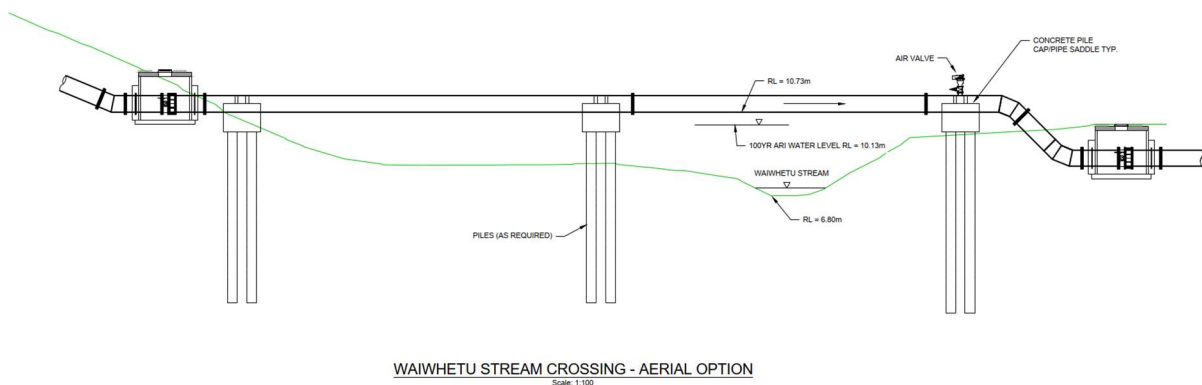 CONCRETE PILE
CAP/PIPE SADDLE TYP.
AIR VALVE
RL = 10.73m
100YR ARI WATER LEVEL RL = 10.13m
WAIWHETU STREAM
RL = 6.80m
PILES (AS REQUIRED)
WAIWHETU STREAM CROSSING - AERIAL OPTION
Scale: 1:100